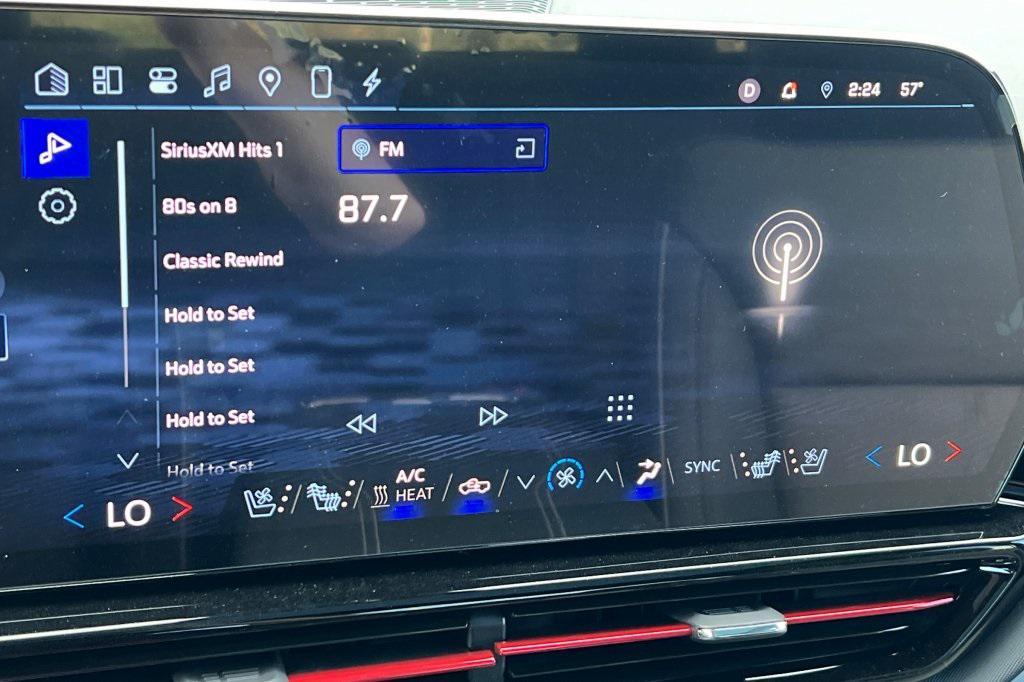 D 2:24 57°
SiriusXM Hits 1
FM
80s on 8
87.7
Classic Rewind
Hold to Set
Hold to Set
Hold to Set
Hold to Set
LO
A/C
HEAT
SYNC
LO